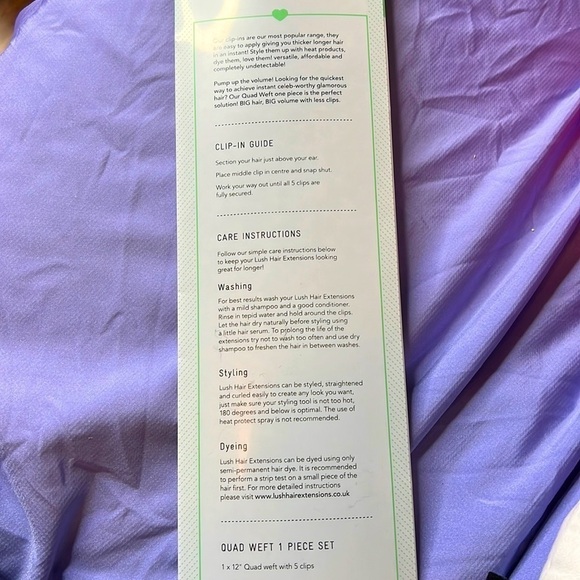 clip-ins are our most popular range, they
are easy to apply giving you thicker longer hair
in an instant! Style them up with heat products,
dye them, love them! versatile, affordable and
completely undetectable!
Pump up the volume! Looking for the quickest
way to achieve instant celeb-worthy glamorous
hair? Our Quad Weft one piece is the perfect
solution! BIG hair, BIG volume with less clips.
CLIP-IN GUIDE
Section your hair just above your ear.
Place middle clip in centre and snap shut.
Work your way out until all 5 clips are
fully secured.
CARE INSTRUCTIONS
Follow our simple care instructions below
to keep your Lush Hair Extensions looking
great for longer!
Washing
For best results wash your Lush Hair Extensions
with a mild shampoo and a good conditioner.
Rinse in tepid water and hold around the clips.
Let the hair dry naturally before styling using
a little hair serum. To prolong the life of the
extensions try not to wash too often and use dry
shampoo to freshen the hair in between washes.
Styling
Lush Hair Extensions can be styled, straightened
and curled easily to create any look you want,
just make sure your styling tool is not too hot,
180 degrees and below is optimal. The use of
heat protect spray is not recommended.
Dyeing
Lush Hair Extensions can be dyed using only
semi-permanent hair dye. It is recommended
to perform a strip test on a small piece of the
hair first. For more detailed instructions
please visit www.lushhairextensions.co.uk
QUAD WEFT 1 PIECE SET
1 x 12" Quad weft with 5 clips